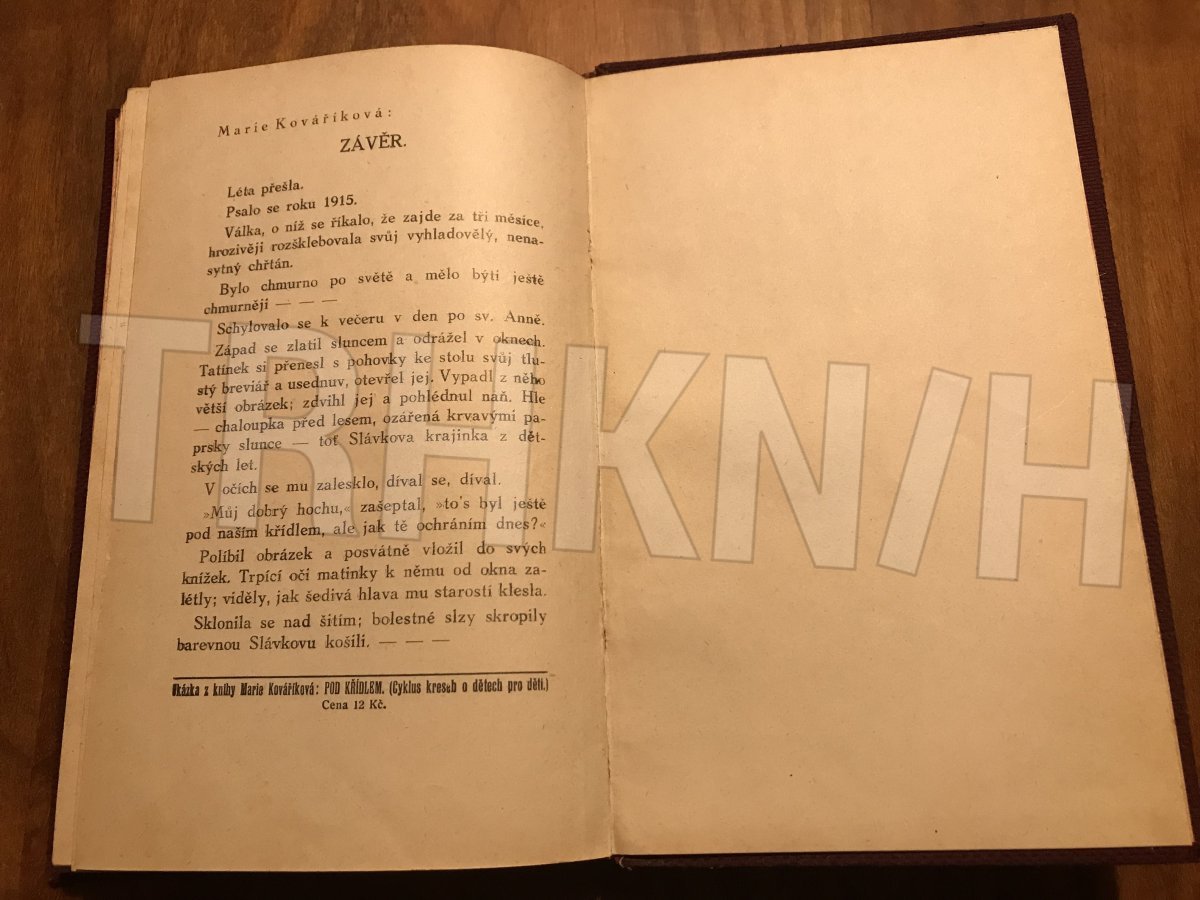 Marie Kováříková:
ZÁVĚR.
Léta přešla.
Psalo se roku 1915.
Válka, o níž se říkalo, že zajde za tři měsíce,
hrozivěji rozšklebovala svůj vyhladovělý, nena-
sytný chřtán.
Bylo chmurno po světě a mělo býti ještě
chmurněji — — —
Schylovalo se k večeru v den po sv. Anně.
Západ se zlatil sluncem a odrážel v oknech.
Tatínek si přenesl s pohovky ke stolu svůj tlu-
stý breviář a usednuv, otevřel jej. Vypadl z něho
větší obrázek; zdvihl jej a pohlédnul naň. Hle
— chaloupka před lesem, ozářená krvavými pa-
prsky slunce — toť Slávkova krajinka z dět-
ských let.
V očích se mu zalesklo, díval se, díval.
»Můj dobrý hochu,« zašeptal, »to's byl ještě
pod naším křídlem, ale jak tě ochráním dnes?«
Políbil obrázek a posvátně vložil do svých
knížek. Trpící oči matinky k němu od okna za-
létly; viděly, jak šedivá hlava mu starostí klesla.
Sklonila se nad šitím; bolestné slzy skropily
barevnou Slávkovu košili. — — —
Ukázka z knihy Marie Kováříková: POD KŘÍDLEM. (Cyklus kreseb o dětech pro děti.)
Cena 12 Kč.
TRHKNIH